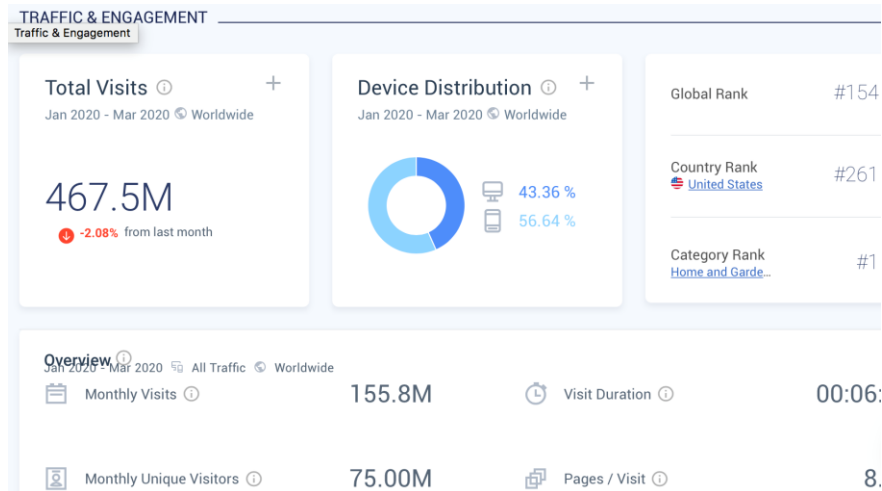 TRAFFIC & ENGAGEMENT
Traffic & Engagement
Total Visits
Jan 2020 - Mar 2020 Worldwide
467.5M
-2.08% from last month
Device Distribution
Jan 2020 - Mar 2020 Worldwide
43.36 %
56.64 %
Global Rank #154
Country Rank #261
United States
Category Rank #1
Home and Garde...
Overview
Jan 2020 - Mar 2020 All Traffic Worldwide
Monthly Visits 155.8M Visit Duration 00:06:
Monthly Unique Visitors 75.00M Pages / Visit 8.